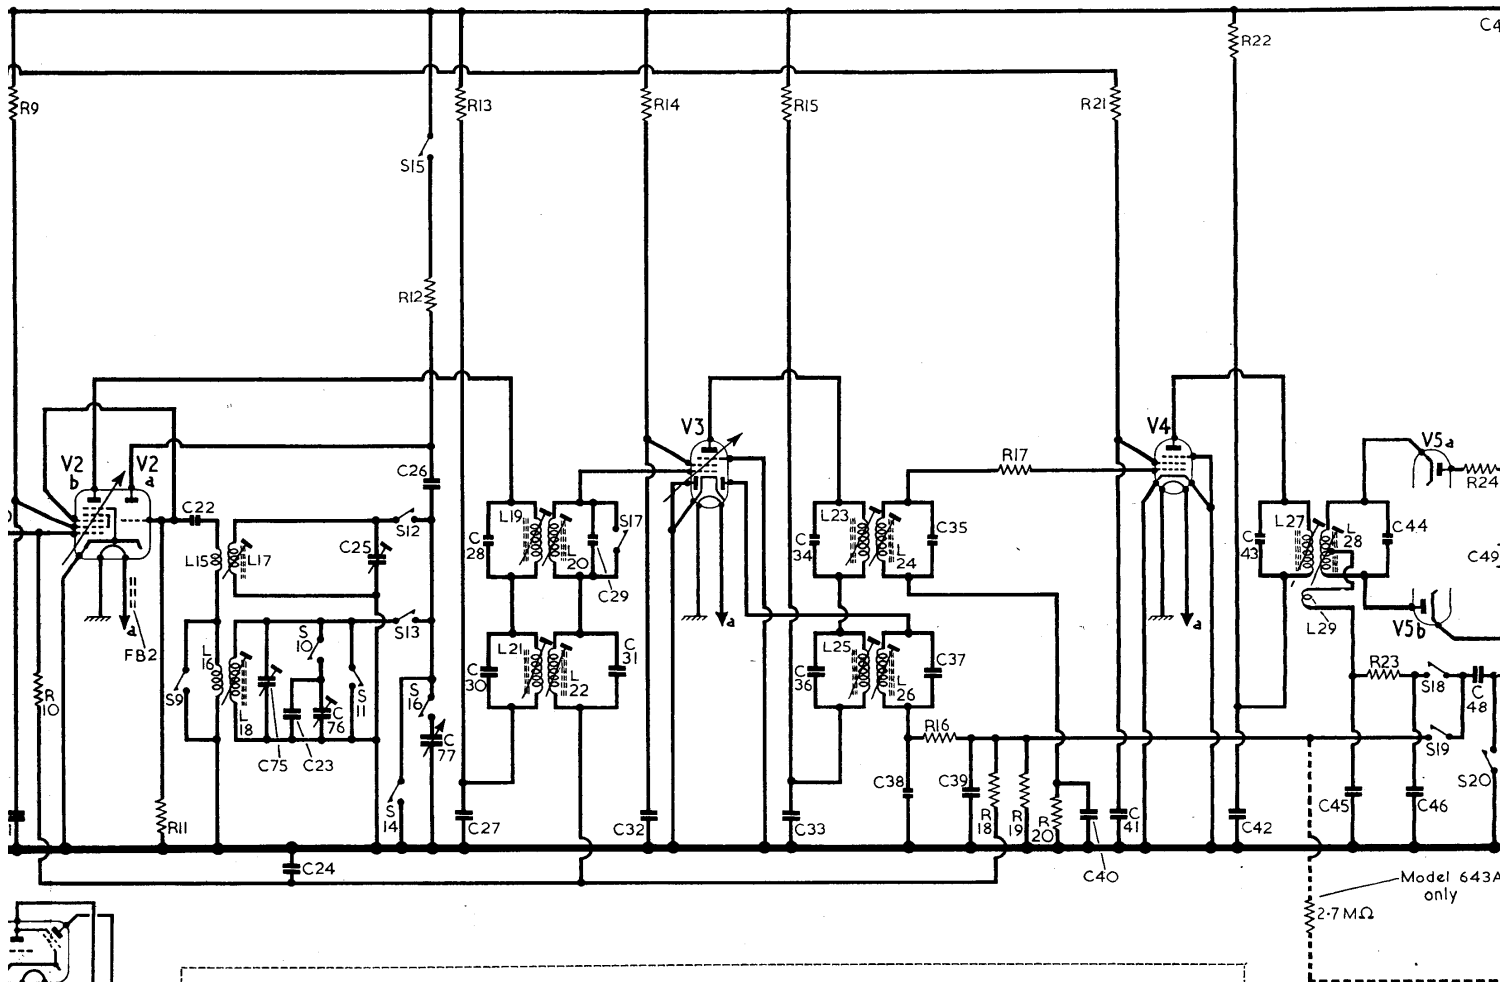 C4
R22
R9
R13
R14
R15
R21
S15
R12
V2
b
V2
a
V3
V4
V5a
R17
R24
C26
C22
S12
C25
L15
L17
L19
C
28
L
20
S17
C29
L23
C
34
L
24
C35
L27
C
43
L
28
C44
C49
a
FB2
a
a
L29
V5b
S
10
S13
L
16
S9
R
10
L
18
C75
C23
C
76
S
11
S
16
C
77
S
14
L21
C
30
L
22
C
31
L25
C
36
L
26
C37
R23
S18
C
48
S19
S20
R16
C38
C39
R
18
R
19
R
20
C40
C
41
C42
C45
C46
R11
C24
C27
C32
C33
Model 643A
only
2·7 MΩ